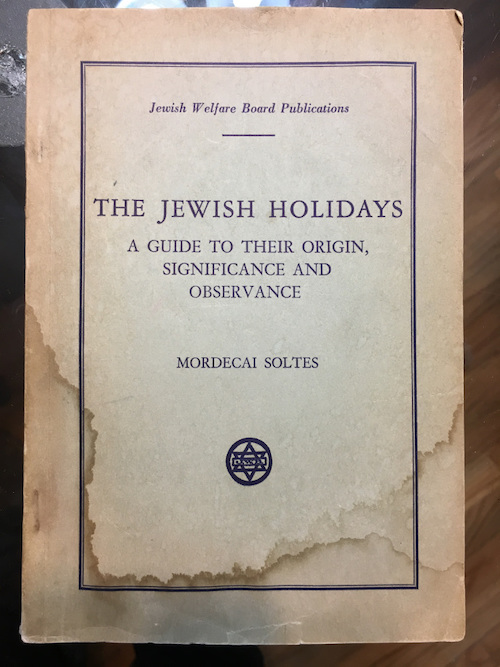 Jewish Welfare Board Publications
THE JEWISH HOLIDAYS
A GUIDE TO THEIR ORIGIN,
SIGNIFICANCE AND
OBSERVANCE
MORDECAI SOLTES